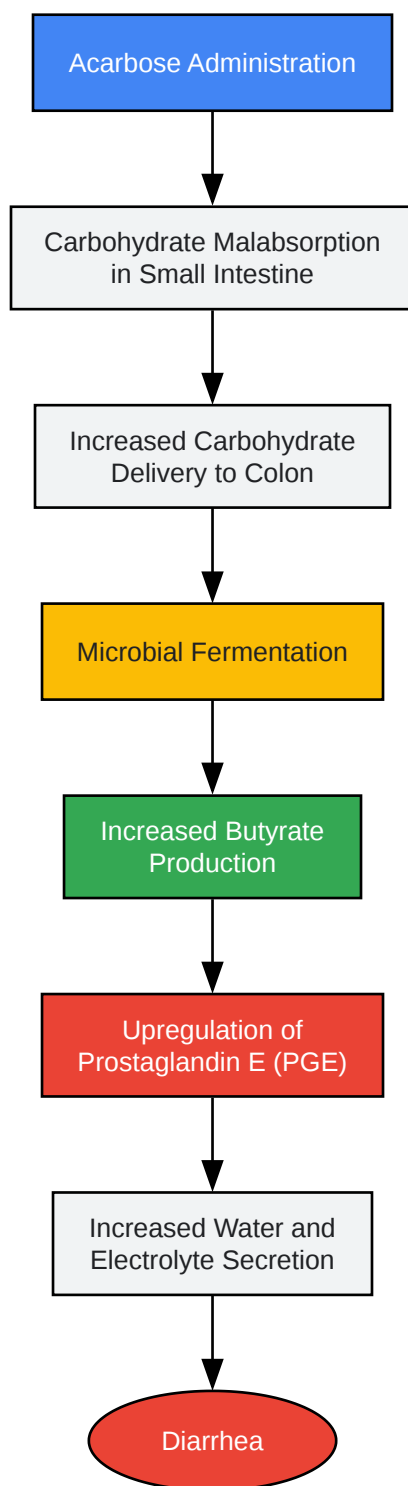 Acarbose Administration
Carbohydrate Malabsorption
in Small Intestine
Increased Carbohydrate
Delivery to Colon
Microbial Fermentation
Increased Butyrate
Production
Upregulation of
Prostaglandin E (PGE)
Increased Water and
Electrolyte Secretion
Diarrhea